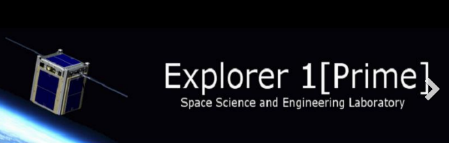 Explorer 1[Prime]
Space Science and Engineering Laboratory